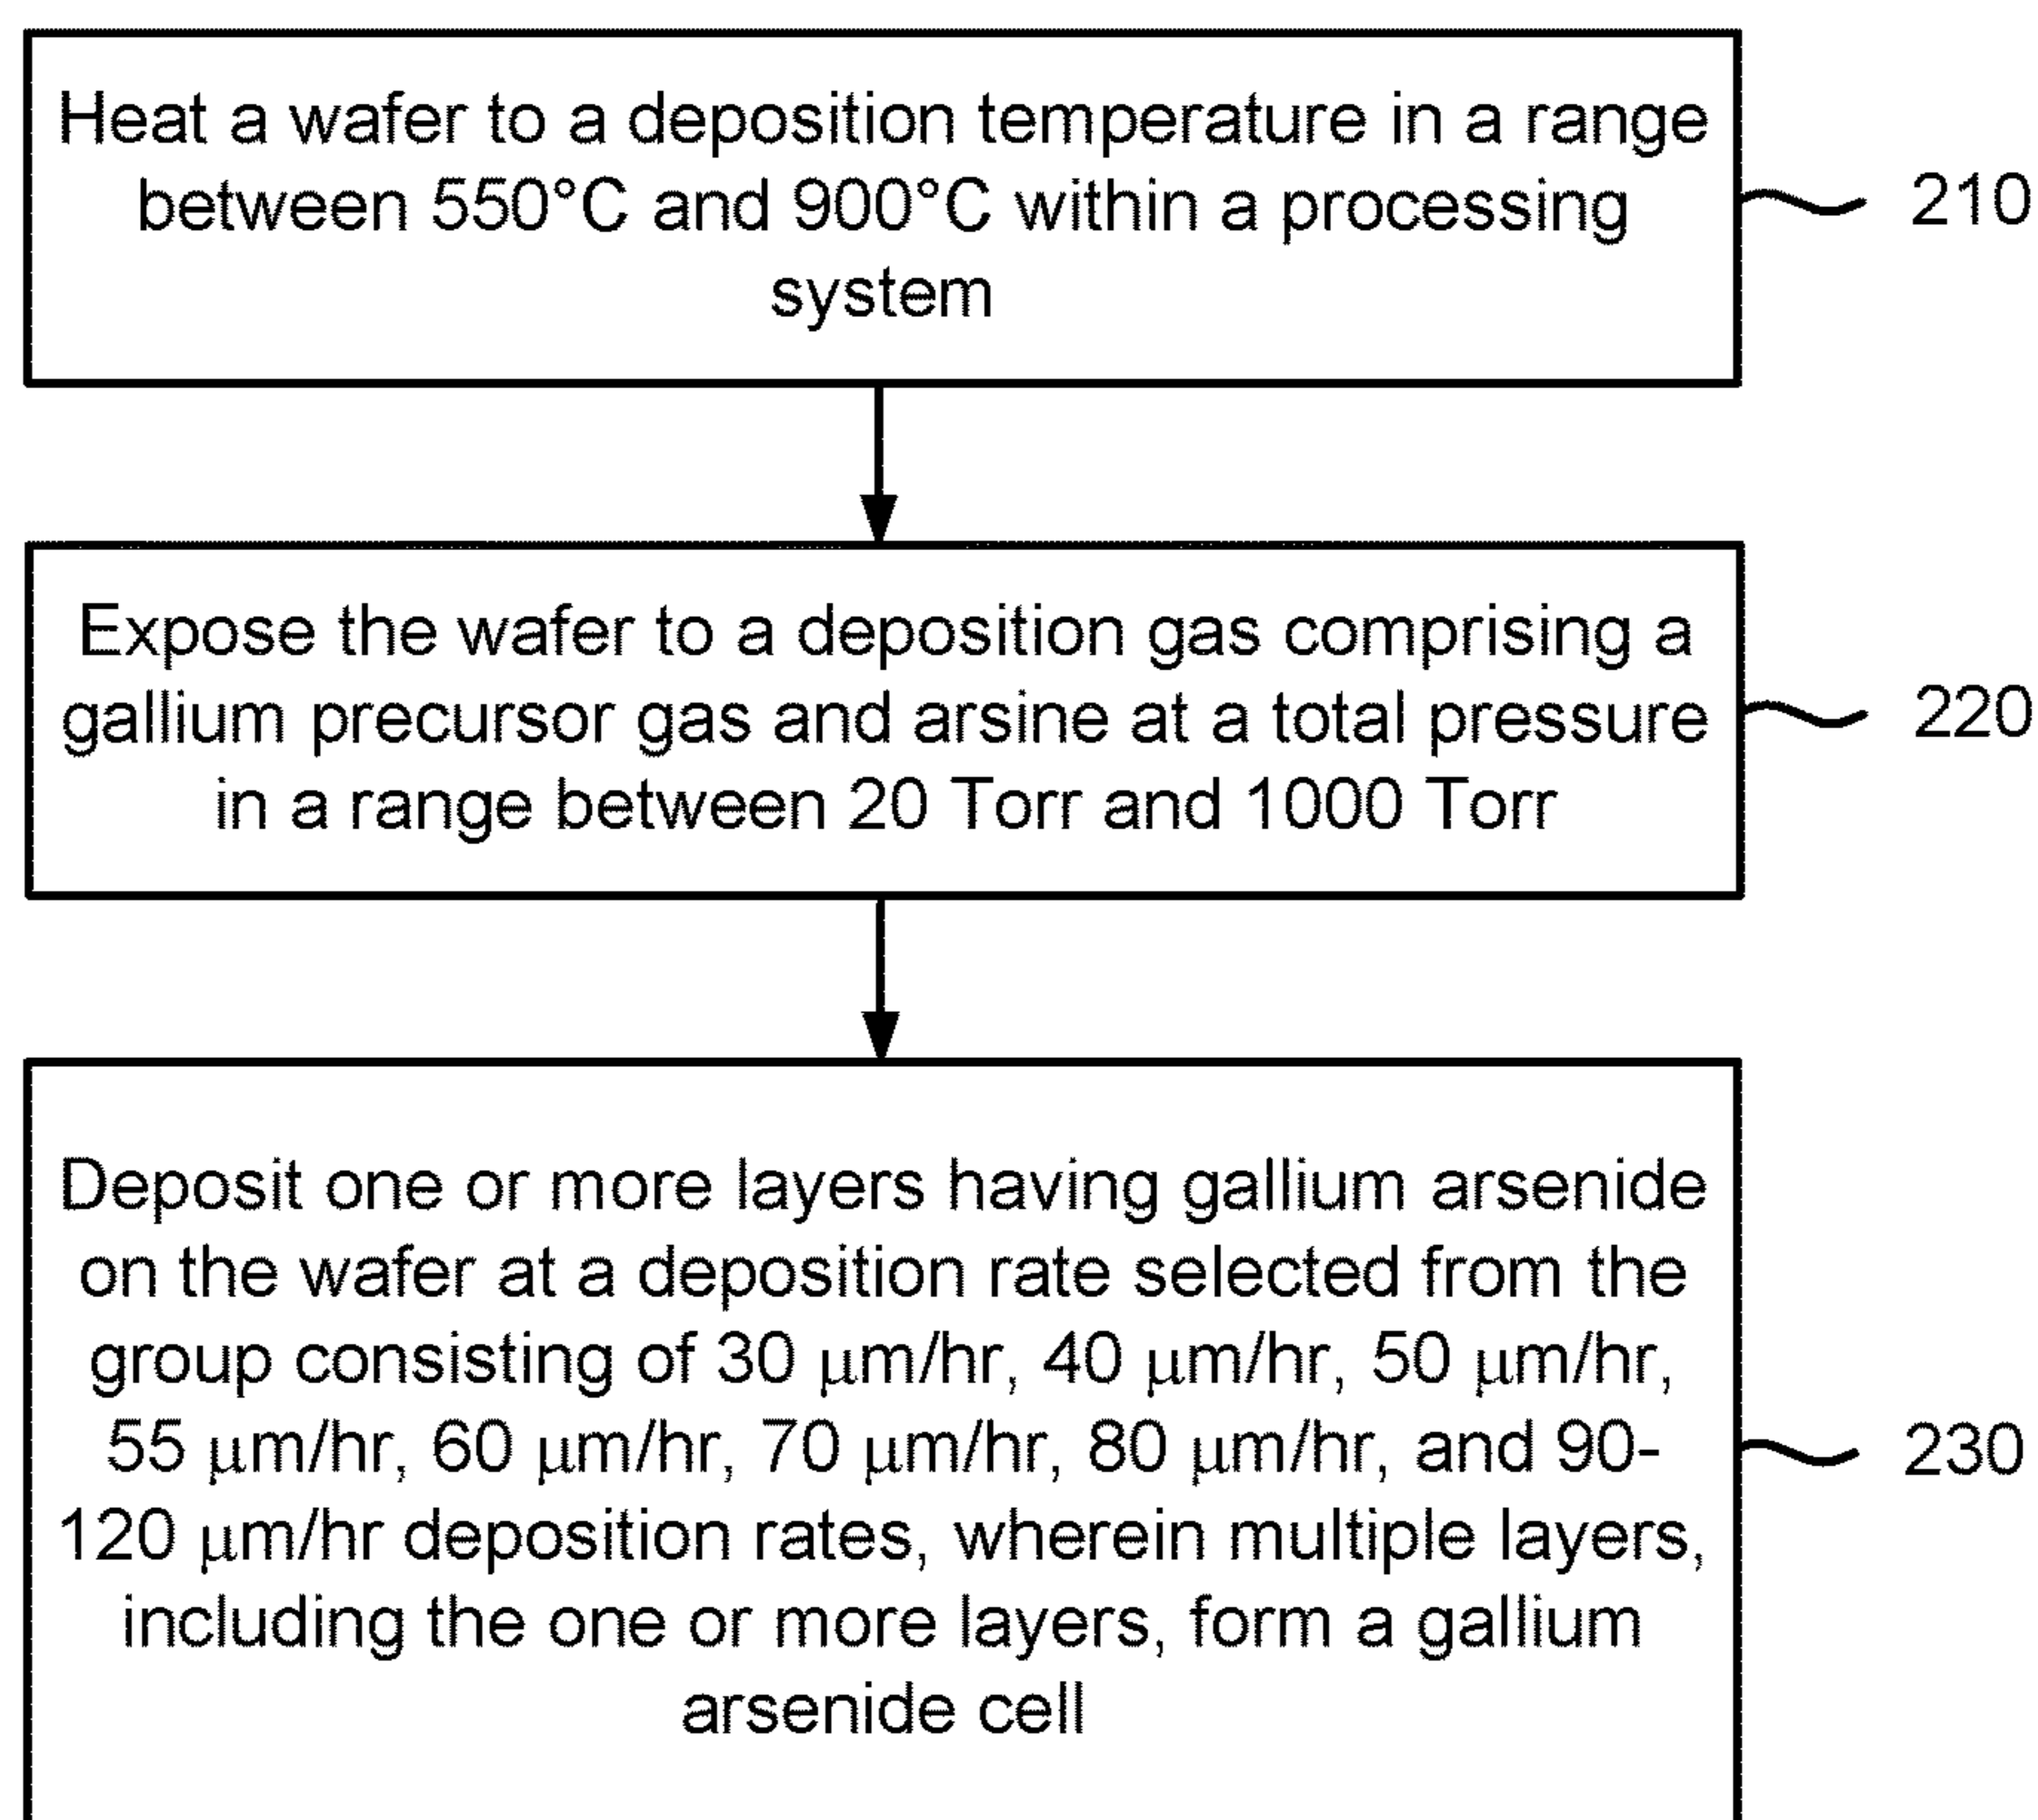 Heat a wafer to a deposition temperature in a range
between 550°C and 900°C within a processing
system
210
Expose the wafer to a deposition gas comprising a
gallium precursor gas and arsine at a total pressure
in a range between 20 Torr and 1000 Torr
220
Deposit one or more layers having gallium arsenide
on the wafer at a deposition rate selected from the
group consisting of 30 μm/hr, 40 μm/hr, 50 μm/hr,
55 μm/hr, 60 μm/hr, 70 μm/hr, 80 μm/hr, and 90-
120 μm/hr deposition rates, wherein multiple layers,
including the one or more layers, form a gallium
arsenide cell
230